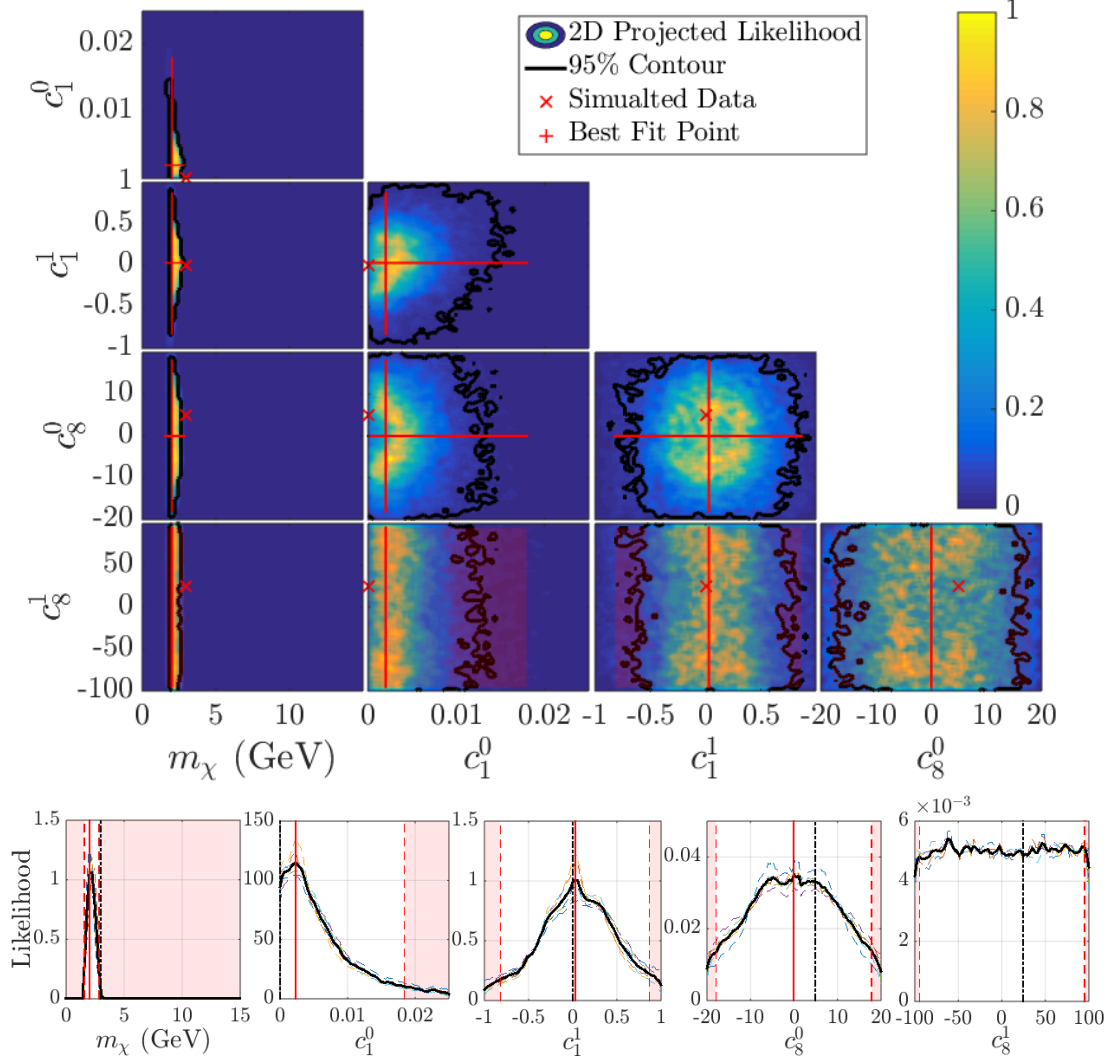 2D Projected Likelihood
95% Contour
Simualted Data
Best Fit Point
1
0.8
0.6
0.4
0.2
0
0.02
0.01
1
c_1^0
1
0.5
0
-0.5
-1
c_1^1
10
0
-10
-20
c_8^0
50
0
-50
-100
c_8^1
0 5 10
0 0.01 0.02
-1 -0.5 0 0.5
-20 -10 0 10 20
m_χ (GeV) c_1^0 c_1^1 c_8^0
Likelihood
1.5
1
0.5
0
0 5 10 15
m_χ (GeV)
150
100
50
0
0 0.01 0.02
c_1^0
1.5
1
0.5
0
-1 -0.5 0 0.5 1
c_1^1
0.04
0.02
0.00
-20 -10 0 10 20
c_8^0
×10^-3
6
4
2
0
-100 -50 0 50 100
c_8^1